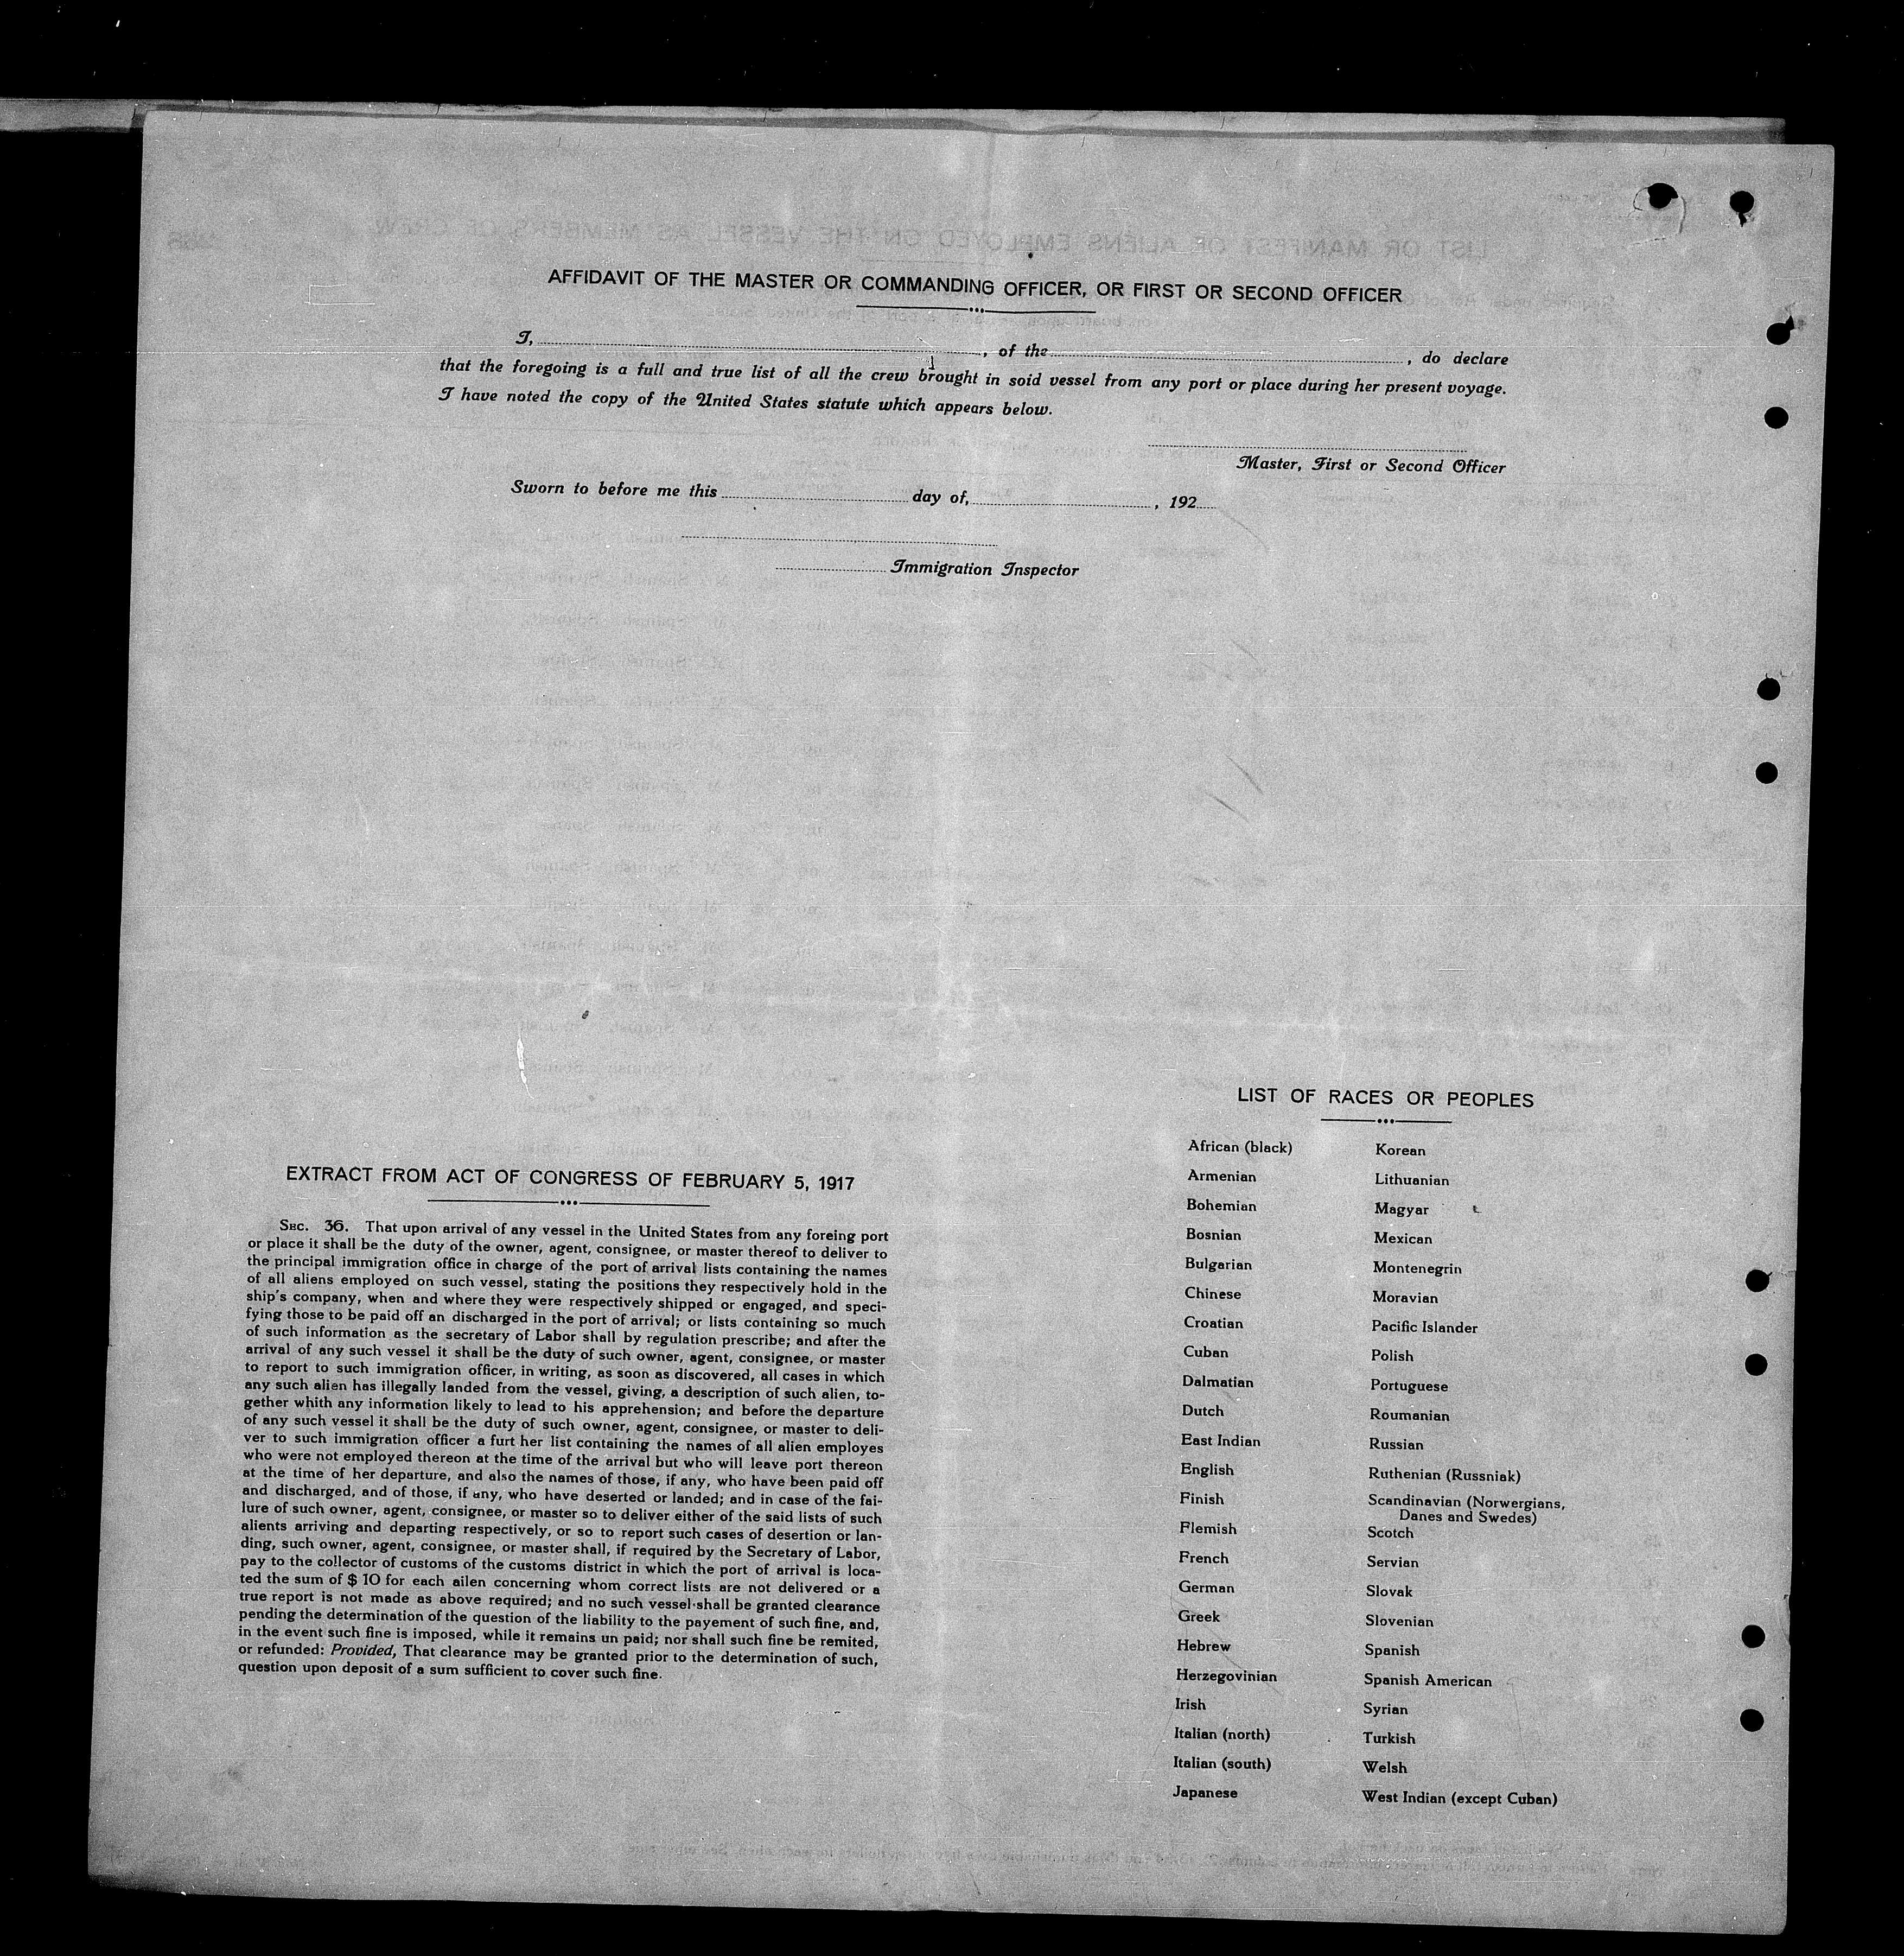 AFFIDAVIT OF THE MASTER OR COMMANDING OFFICER, OR FIRST OR SECOND OFFICER
I, , of the , do declare
that the foregoing is a full and true list of all the crew brought in soid vessel from any port or place during her present voyage.
I have noted the copy of the United States statute which appears below.
Master, First or Second Officer
Sworn to before me this day of, , 192
Immigration Inspector
EXTRACT FROM ACT OF CONGRESS OF FEBRUARY 5, 1917
SEC. 36. That upon arrival of any vessel in the United States from any foreing port
or place it shall be the duty of the owner, agent, consignee, or master thereof to deliver to
the principal immigration office in charge of the port of arrival lists containing the names
of all aliens employed on such vessel, stating the positions they respectively hold in the
ship's company, when and where they were respectively shipped or engaged, and speci-
fying those to be paid off an discharged in the port of arrival; or lists containing so much
of such information as the secretary of Labor shall by regulation prescribe; and after the
arrival of any such vessel it shall be the duty of such owner, agent, consignee, or master
to report to such immigration officer, in writing, as soon as discovered, all cases in which
any such alien has illegally landed from the vessel, giving, a description of such alien, to-
gether whith any information likely to lead to his apprehension; and before the departure
of any such vessel it shall be the duty of such owner, agent, consignee, or master to deli-
ver to such immigration officer a furt her list containing the names of all alien employes
who were not employed thereon at the time of the arrival but who will leave port thereon
at the time of her departure, and also the names of those, if any, who have been paid off
and discharged, and of those, if any, who have deserted or landed; and in case of the fai-
lure of such owner, agent, consignee, or master so to deliver either of the said lists of such
alients arriving and departing respectively, or so to report such cases of desertion or lan-
ding, such owner, agent, consignee, or master shall, if required by the Secretary of Labor,
pay to the collector of customs of the customs district in which the port of arrival is loca-
ted the sum of $ 10 for each ailen concerning whom correct lists are not delivered or a
true report is not made as above required; and no such vessel shall be granted clearance
pending the determination of the question of the liability to the payement of such fine, and,
in the event such fine is imposed, while it remains un paid; nor shall such fine be remited,
or refunded: Provided, That clearance may be granted prior to the determination of such,
question upon deposit of a sum sufficient to cover such fine.
LIST OF RACES OR PEOPLES
African (black)
Armenian
Bohemian
Bosnian
Bulgarian
Chinese
Croatian
Cuban
Dalmatian
Dutch
East Indian
English
Finish
Flemish
French
German
Greek
Hebrew
Herzegovinian
Irish
Italian (north)
Italian (south)
Japanese
Korean
Lithuanian
Magyar
Mexican
Montenegrin
Moravian
Pacific Islander
Polish
Portuguese
Roumanian
Russian
Ruthenian (Russniak)
Scandinavian (Norwergians,
Danes and Swedes)
Scotch
Servian
Slovak
Slovenian
Spanish
Spanish American
Syrian
Turkish
Welsh
West Indian (except Cuban)